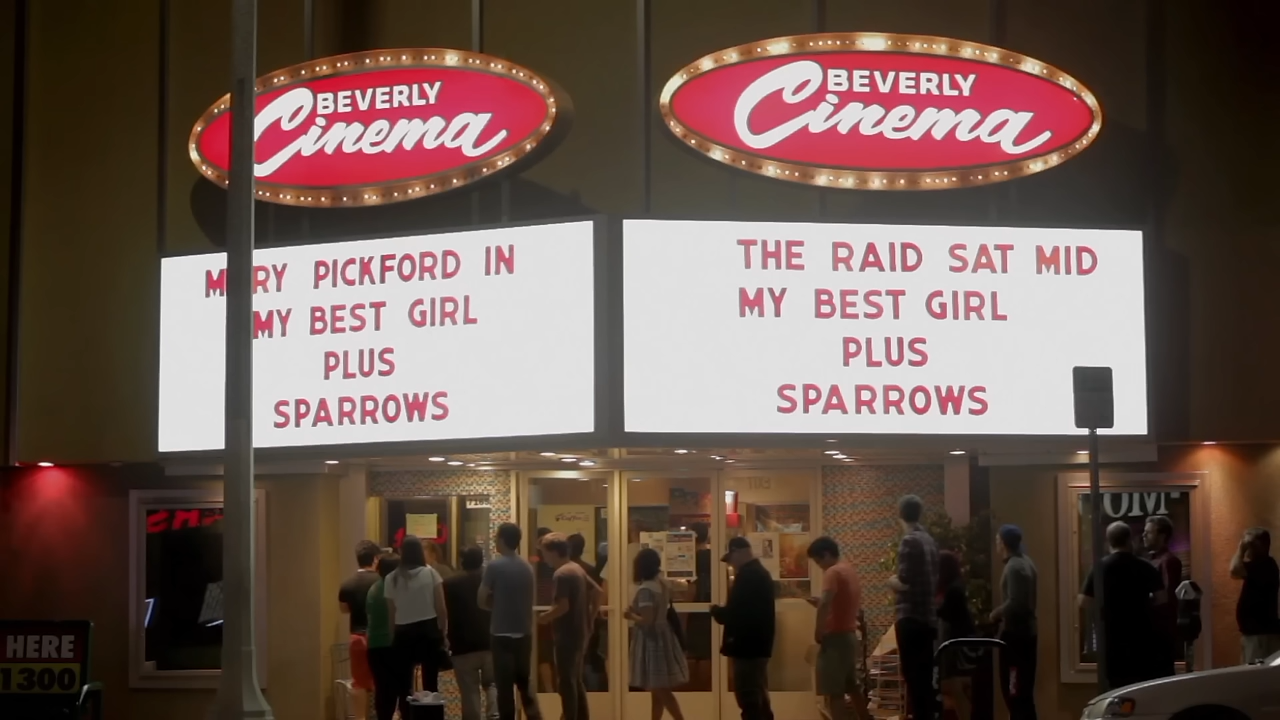 BEVERLY
Cinema
BEVERLY
Cinema
MARY PICKFORD IN
MY BEST GIRL
PLUS
SPARROWS
THE RAID SAT MID
MY BEST GIRL
PLUS
SPARROWS
HERE
1300